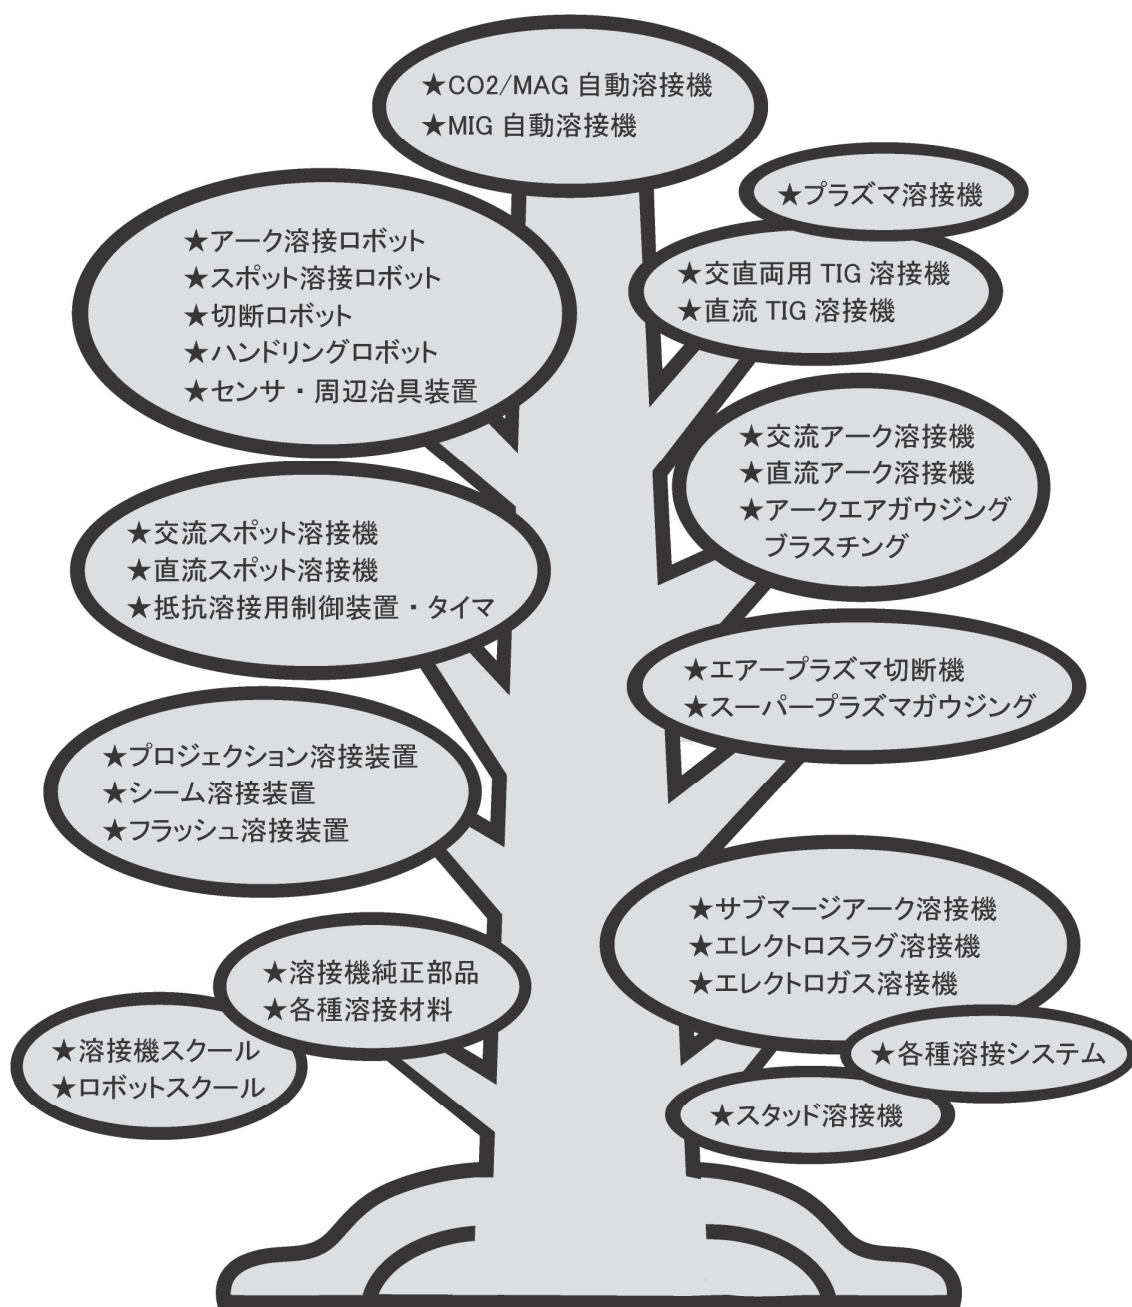 ★CO2/MAG 自動溶接機
★MIG 自動溶接機
★プラズマ溶接機
★アーク溶接ロボット
★スポット溶接ロボット
★切断ロボット
★ハンドリングロボット
★センサ・周辺治具装置
★交直両用 TIG 溶接機
★直流 TIG 溶接機
★交流アーク溶接機
★直流アーク溶接機
★アークエアガウジング
ブラスチング
★交流スポット溶接機
★直流スポット溶接機
★抵抗溶接用制御装置・タイマ
★エアープラズマ切断機
★スーパープラズマガウジング
★プロジェクション溶接装置
★シーム溶接装置
★フラッシュ溶接装置
★サブマージアーク溶接機
★エレクトロスラグ溶接機
★エレクトロガス溶接機
★溶接機純正部品
★各種溶接材料
★溶接機スクール
★ロボットスクール
★各種溶接システム
★スタッド溶接機